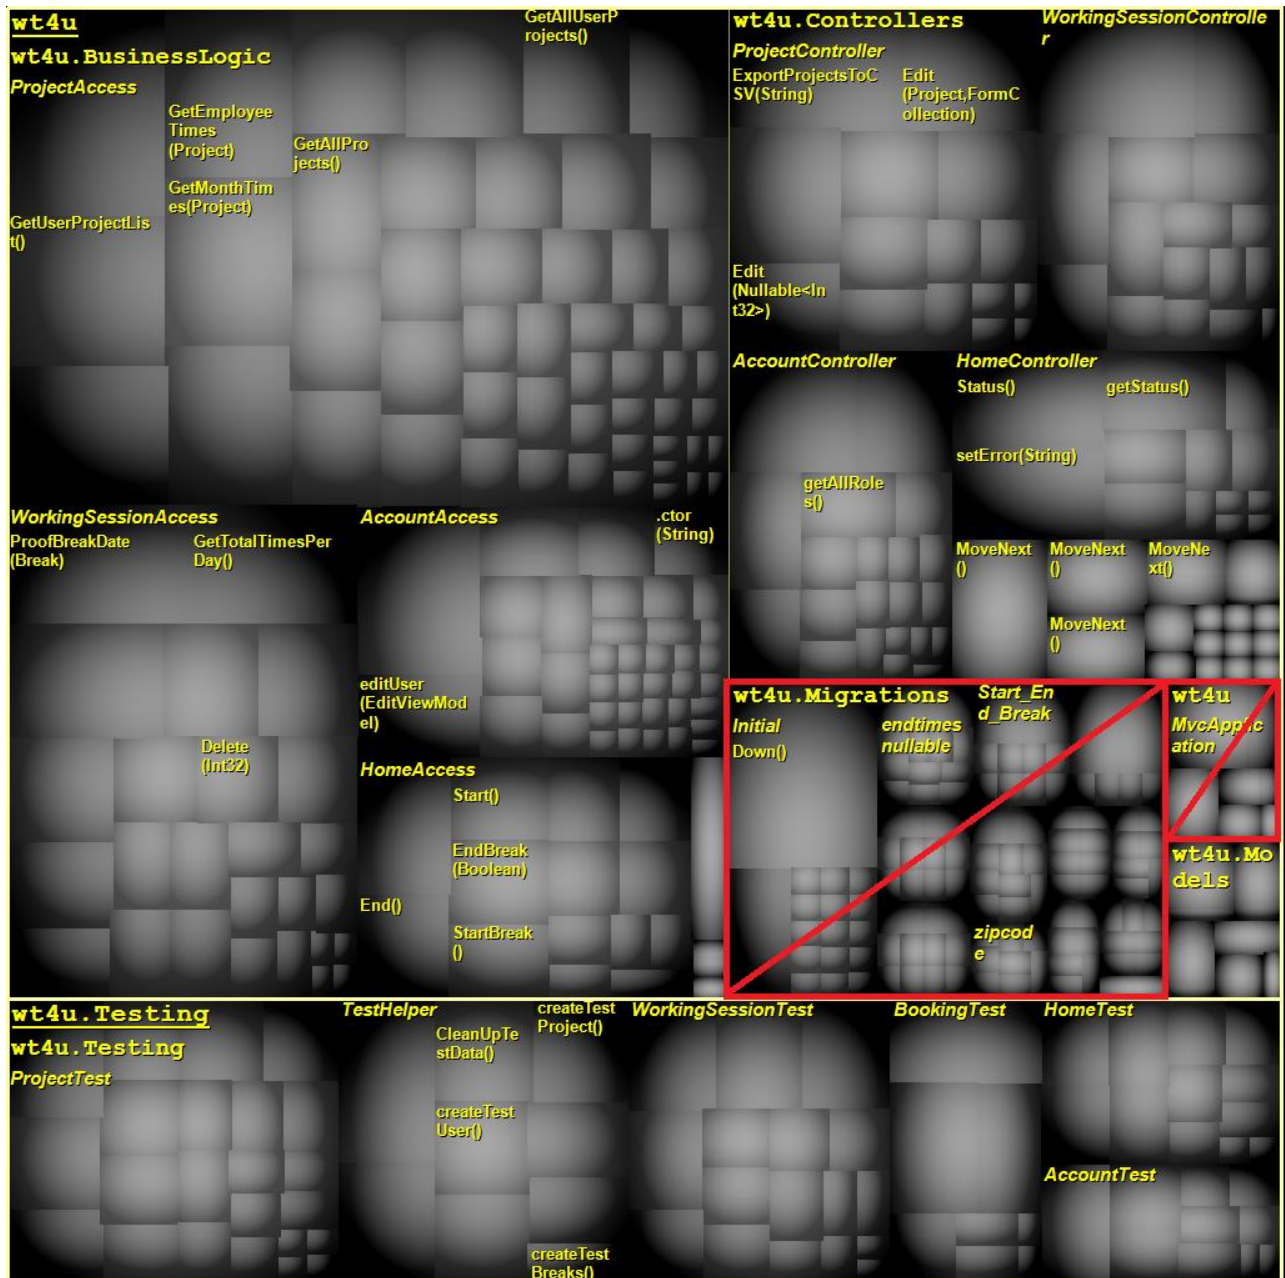 wt4u
wt4u.BusinessLogic
ProjectAccess
GetAllUserP
rojects()
GetEmployee
Times
(Project)
GetAllPro
jects()
GetMonthTim
es(Project)
GetUserProjectLis
t()
WorkingSessionAccess
ProofBreakDate
(Break)
GetTotalTimesPer
Day()
Delete
(Int32)
AccountAccess
.ctor
(String)
editUser
(EditViewMod
el)
HomeAccess
Start()
EndBreak
(Boolean)
End()
StartBreak
()
wt4u.Controllers
ProjectController
ExportProjectsToC
SV(String)
Edit
(Project,FormC
ollection)
Edit
(Nullable<In
t32>)
WorkingSessionControlle
r
AccountController
getAllRole
s()
HomeController
Status()
getStatus()
setError(String)
MoveNext
()
MoveNext
()
MoveNe
xt()
MoveNext
()
wt4u.Migrations
Initial
Down()
endtimes
nullable
Start_En
d_Break
zipcod
e
wt4u
MvcApplic
ation
wt4u.Mo
dels
wt4u.Testing
wt4u.Testing
ProjectTest
TestHelper
CleanUpTe
stData()
createTest
Project()
createTest
User()
createTest
Breaks()
WorkingSessionTest
BookingTest
HomeTest
AccountTest